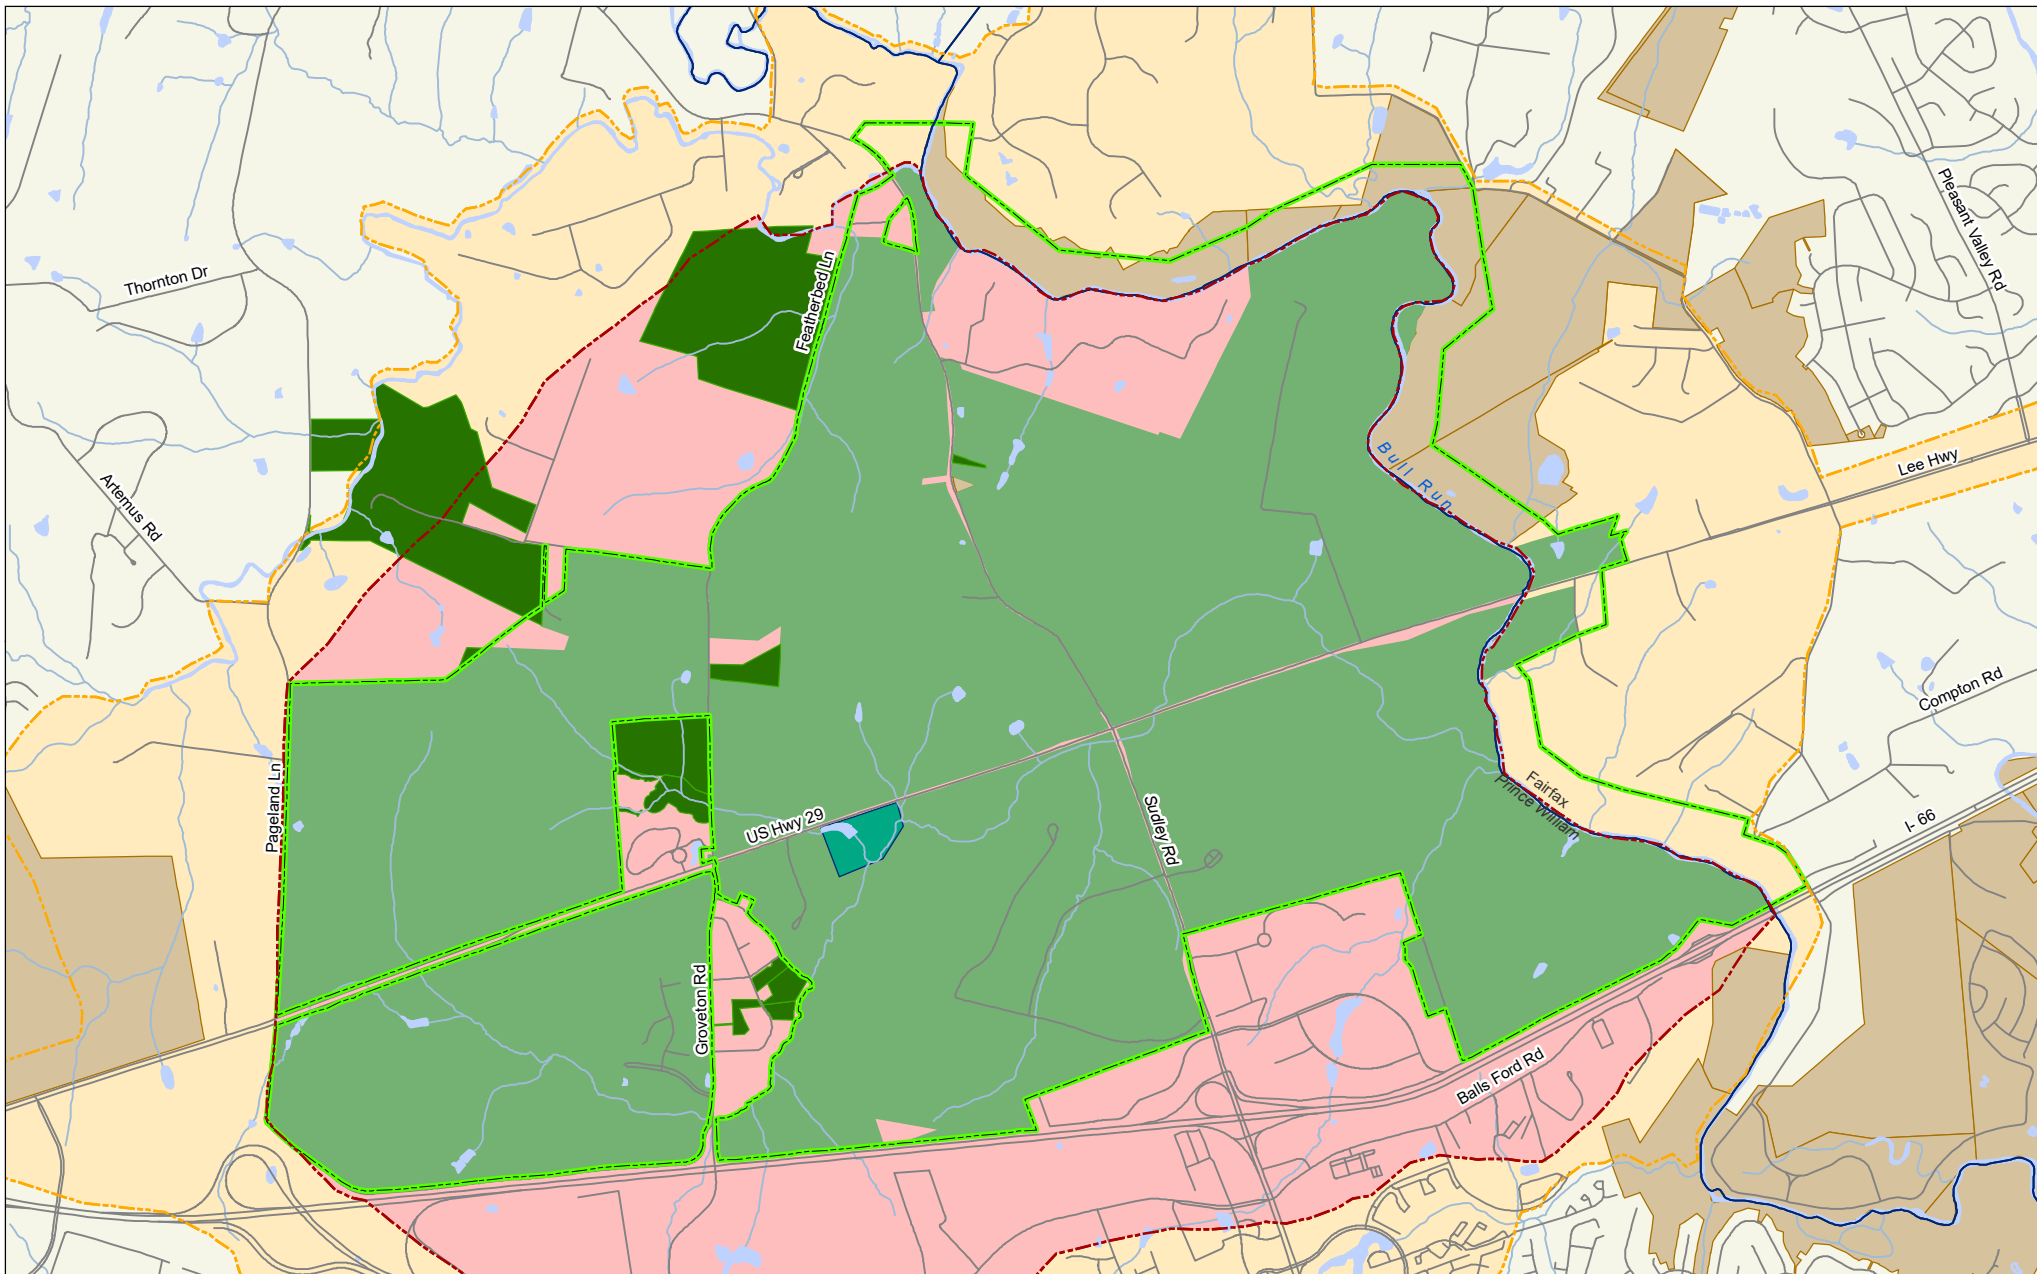 Pleasant Valley Rd
Thornton Dr
Featherbed Ln
Bull Run
Lee Hwy
Artemus Rd
Compton Rd
Pageland Ln
Fairfax
Prince William
Sudley Rd
US Hwy 29
I- 66
Groveton Rd
Balls Ford Rd